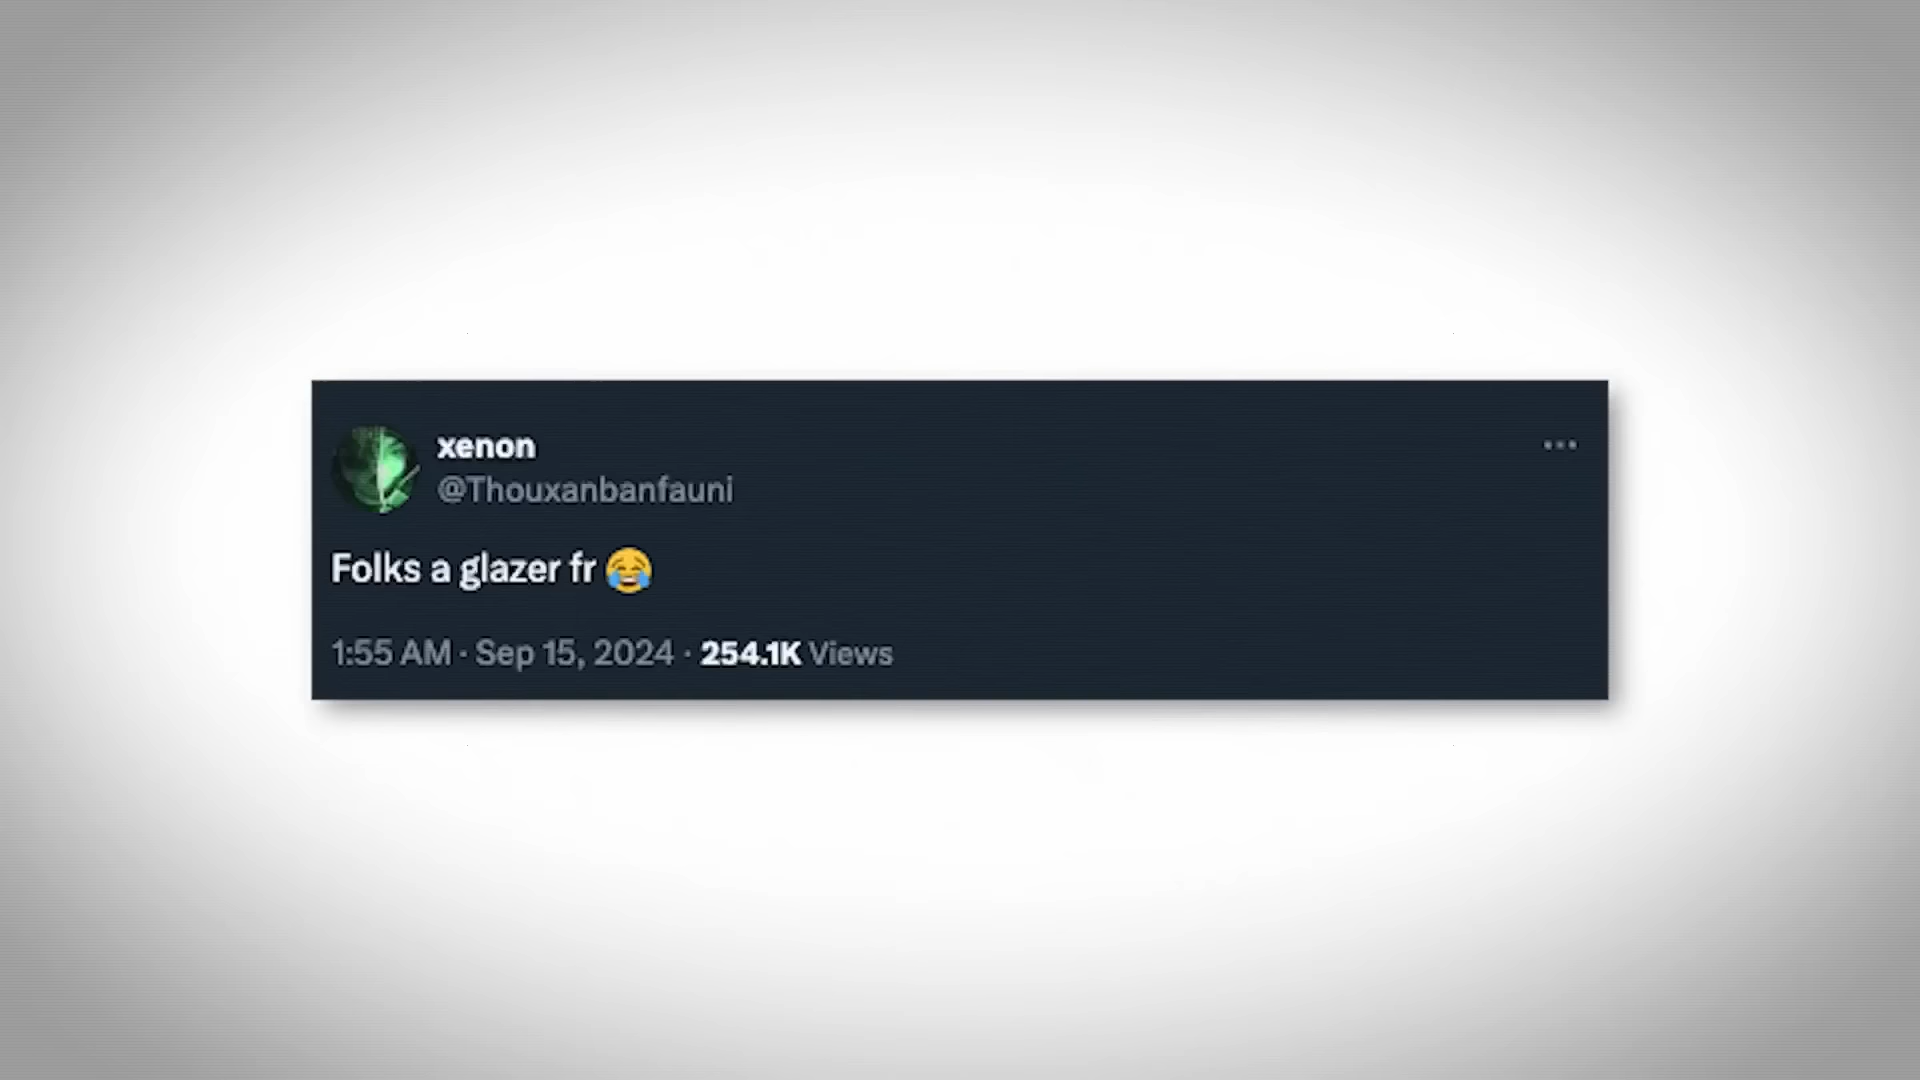 xenon
@Thouxanbanfauni
Folks a glazer fr 😂
1:55 AM · Sep 15, 2024 · 254.1K Views